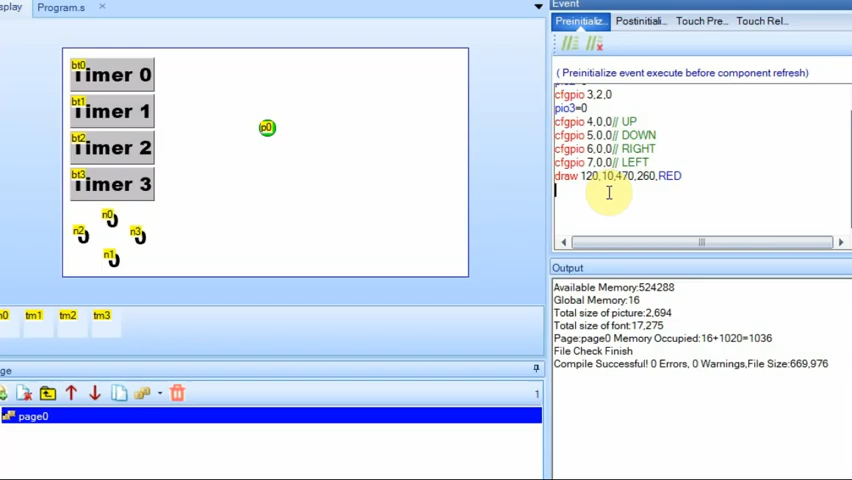 splay
Program.s
bt0
Timer 0
bt1
Timer 1
bt2
Timer 2
bt3
Timer 3
p0
n0
n2
n3
n1
tm1
tm2
tm3
ge
1
page0
Event
Preinitializ...
Postinitiali...
Touch Pre...
Touch Rel...
( Preinitialize event execute before component refresh)
cfgpio 3,2,0
pio3=0
cfgpio 4,0,0// UP
cfgpio 5,0,0// DOWN
cfgpio 6,0,0// RIGHT
cfgpio 7,0,0// LEFT
draw 120,10,470,260,RED
Output
Available Memory:524288
Global Memory:16
Total size of picture:2,694
Total size of font:17,275
Page:page0 Memory Occupied:16+1020=1036
File Check Finish
Compile Successful! 0 Errors, 0 Warnings,File Size:669,976